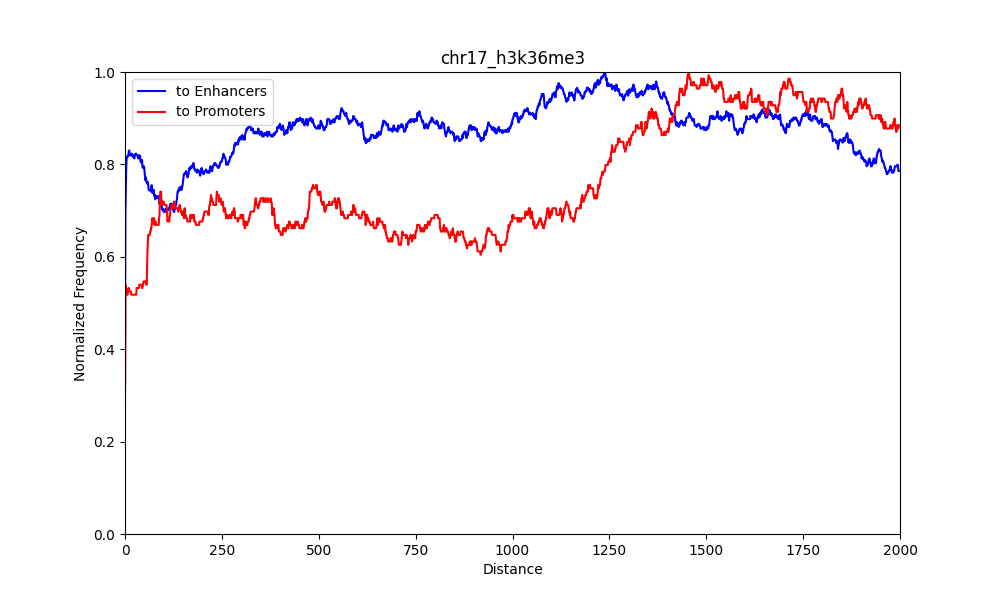 chr17_h3k36me3
to Enhancers
to Promoters
Normalized Frequency
1.0
0.8
0.6
0.4
0.2
0.0
0 250 500 750 1000 1250 1500 1750 2000
Distance